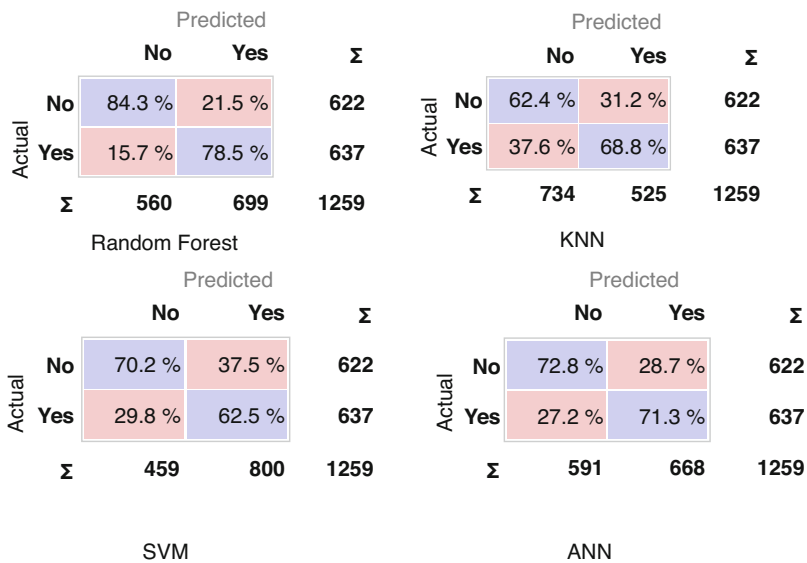 Predicted
No Yes Σ
Actual
No 84.3 % 21.5 % 622
Yes 15.7 % 78.5 % 637
Σ 560 699 1259
Random Forest
Predicted
No Yes Σ
Actual
No 62.4 % 31.2 % 622
Yes 37.6 % 68.8 % 637
Σ 734 525 1259
KNN
Predicted
No Yes Σ
Actual
No 70.2 % 37.5 % 622
Yes 29.8 % 62.5 % 637
Σ 459 800 1259
SVM
Predicted
No Yes Σ
Actual
No 72.8 % 28.7 % 622
Yes 27.2 % 71.3 % 637
Σ 591 668 1259
ANN